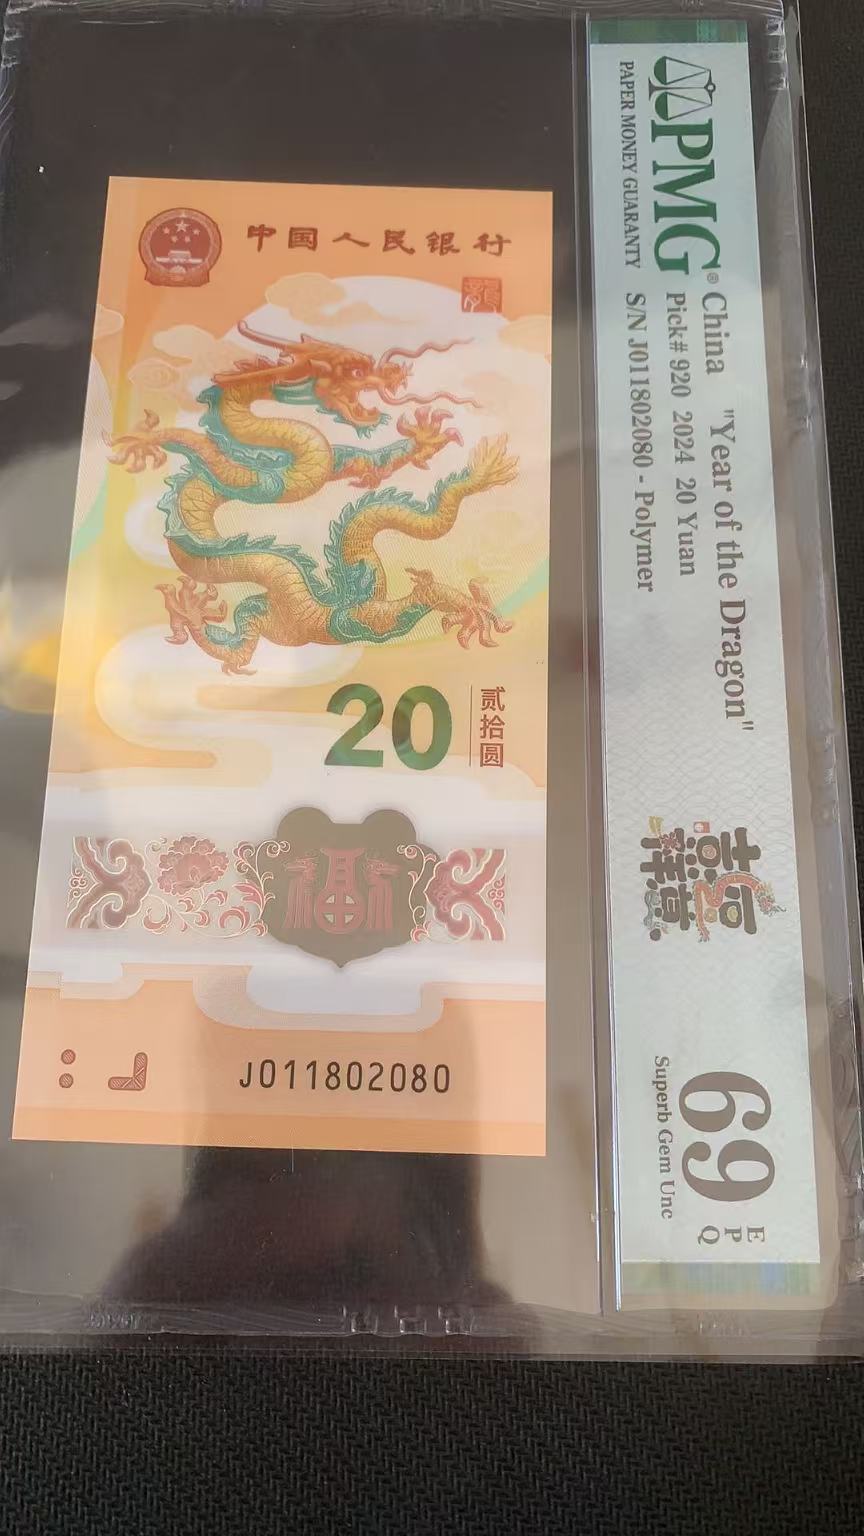 中国人民银行
20
贰拾圆
福
J011802080
PMG®
PAPER MONEY GUARANTY
China "Year of the Dragon"
Pick# 920 2024 20 Yuan
S/N J011802080 - Polymer
69
EPQ
Superb Gem Unc